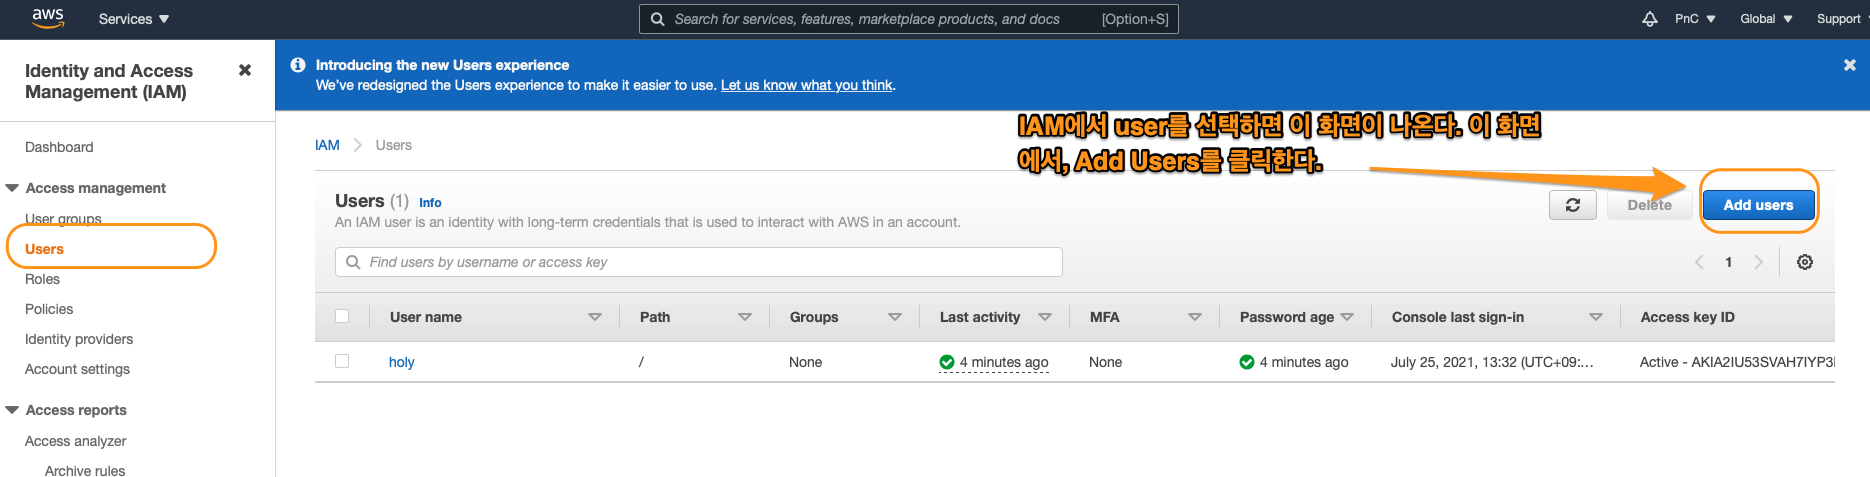 aws
Services
Search for services, features, marketplace products, and docs [Option+S]
PnC
Global
Support
Identity and Access
Management (IAM)
Introducing the new Users experience
We've redesigned the Users experience to make it easier to use. Let us know what you think.
Dashboard
Access management
User groups
Users
Roles
Policies
Identity providers
Account settings
Access reports
Access analyzer
Archive rules
IAM > Users
IAM에서 user를 선택하면 이 화면이 나온다. 이 화면
에서, Add Users를 클릭한다.
Users (1) Info
An IAM user is an identity with long-term credentials that is used to interact with AWS in an account.
Delete
Add users
Find users by username or access key
1
User name Path Groups Last activity MFA Password age Console last sign-in Access key ID
holy / None 4 minutes ago None 4 minutes ago July 25, 2021, 13:32 (UTC+09:... Active - AKIA2IU53SVAH7IYP3